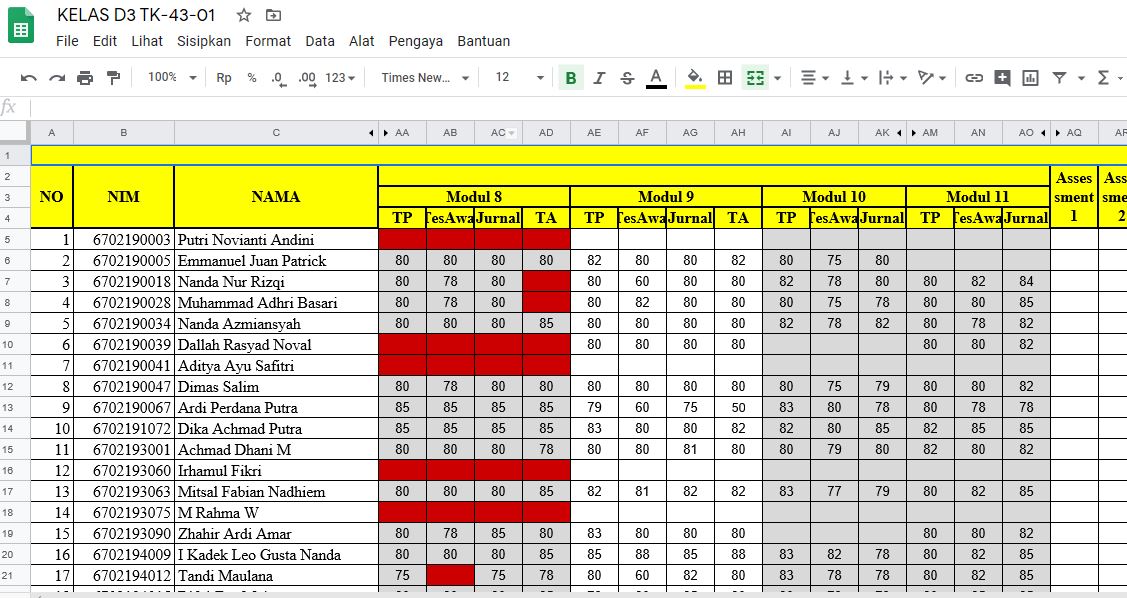 KELAS D3 TK-43-01
File Edit Lihat Sisipkan Format Data Alat Pengaya Bantuan
100% Rp % .0 .00 123 Times New... 12 B I S A
fx
A B C AA AB AC AD AE AF AG AH AI AJ AK AM AN AO AQ AR
1
2 Asses Ass
3 NO NIM NAMA Modul 8 Modul 9 Modul 10 Modul 11 sment sme
4 TP TesAwa Jurnal TA TP TesAwa Jurnal TA TP TesAwa Jurnal TP TesAwa Jurnal 1 2
5 1 6702190003 Putri Novianti Andini
6 2 6702190005 Emmanuel Juan Patrick 80 80 80 80 82 80 80 82 80 75 80
7 3 6702190018 Nanda Nur Rizqi 80 78 80 80 60 80 80 82 78 80 80 82 84
8 4 6702190028 Muhammad Adhri Basari 80 78 80 80 82 80 80 80 75 78 80 80 85
9 5 6702190034 Nanda Azmiansyah 80 80 80 85 80 80 80 80 82 78 82 80 78 82
10 6 6702190039 Dallah Rasyad Noval 80 80 80 80 80 80 82
11 7 6702190041 Aditya Ayu Safitri
12 8 6702190047 Dimas Salim 80 78 80 80 80 80 80 80 80 75 79 80 80 82
13 9 6702190067 Ardi Perdana Putra 85 85 85 85 79 60 75 50 83 80 78 80 78 78
14 10 6702191072 Dika Achmad Putra 85 85 85 85 83 80 80 82 82 80 85 82 85 85
15 11 6702193001 Achmad Dhani M 80 80 80 78 80 80 81 80 80 79 80 82 80 82
16 12 6702193060 Irhamul Fikri
17 13 6702193063 Mitsal Fabian Nadhiem 80 80 80 85 82 81 82 82 83 77 79 80 82 85
18 14 6702193075 M Rahma W
19 15 6702193090 Zhahir Ardi Amar 80 78 85 80 83 80 80 80 80 80 82
20 16 6702194009 I Kadek Leo Gusta Nanda 80 80 80 85 85 88 85 88 83 82 78 80 82 85
21 17 6702194012 Tandi Maulana 75 75 78 80 60 82 80 83 78 78 80 82 85